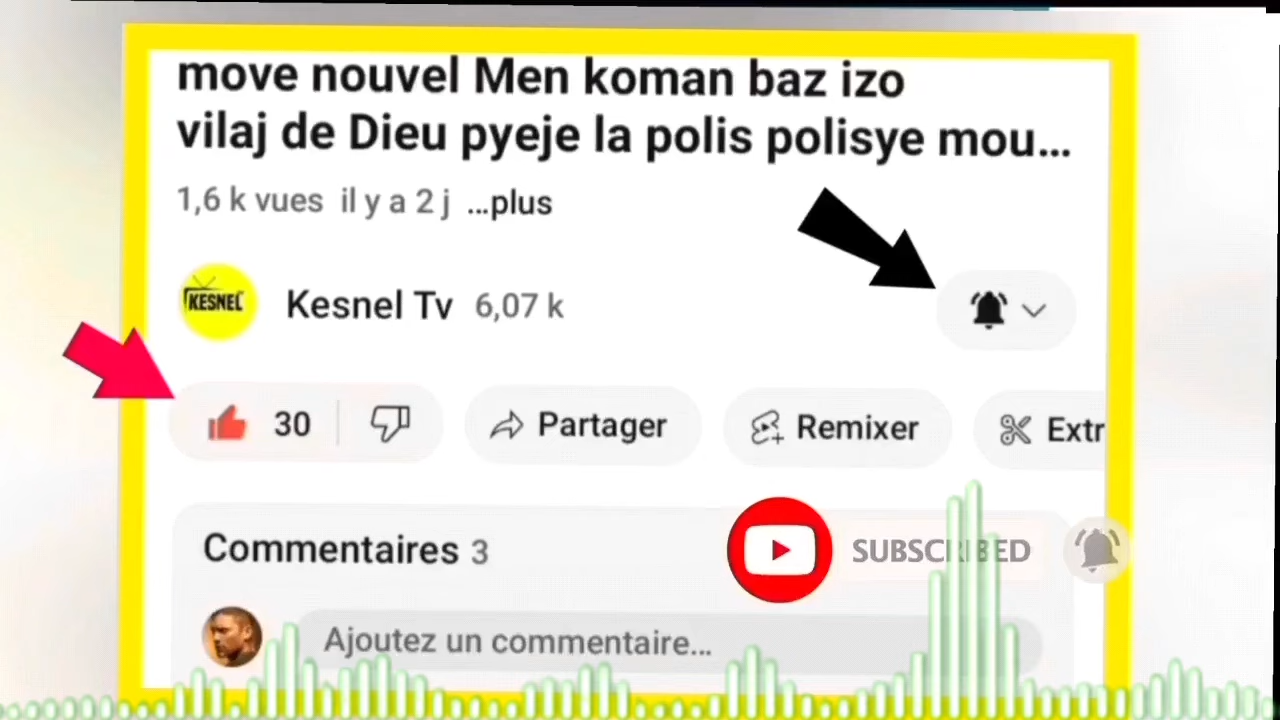 move nouvel Men koman baz izo
vilaj de Dieu pyeje la polis polisye mou...
1,6 k vues il y a 2 j ...plus
KESNEL
Kesnel Tv 6,07 k
30
Partager
Remixer
Extr
Commentaires 3
SUBSCRIBED
Ajoutez un commentaire...